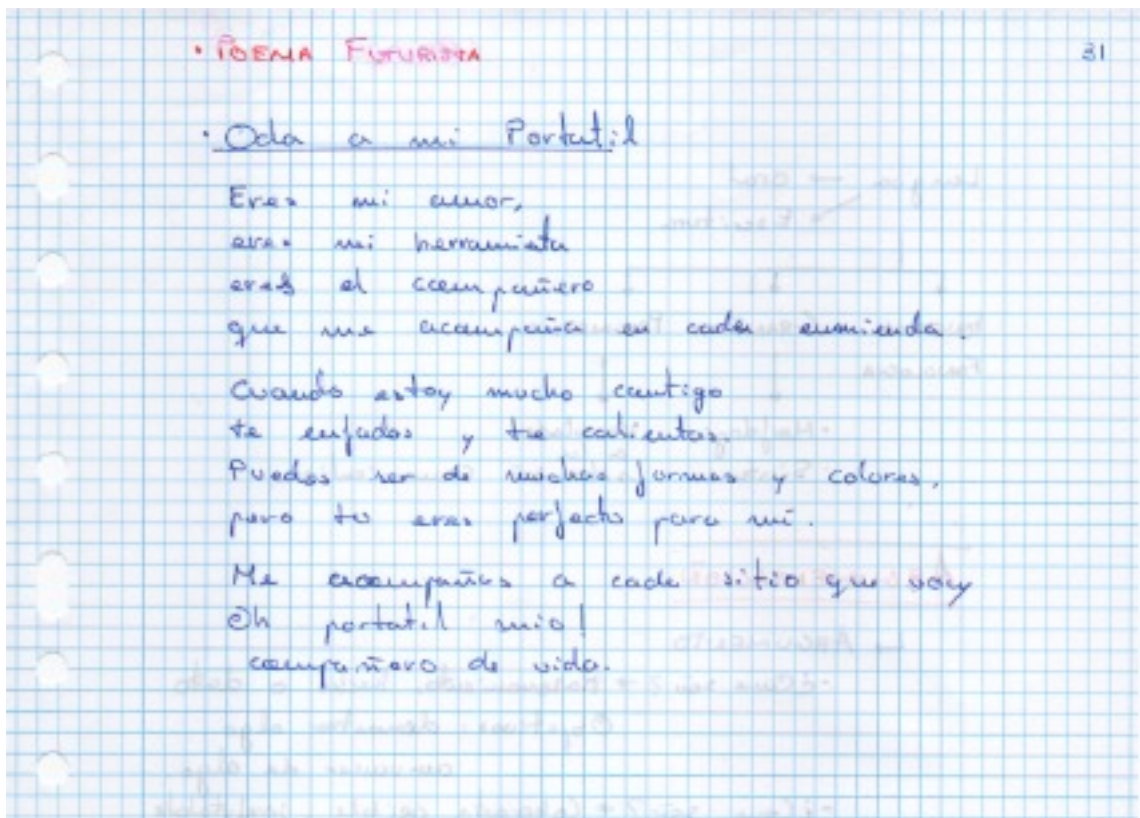 · POEMA FUTURISTA
31
· Oda a mi Portatil
Eres mi amor,
eres mi herramienta
eres el compañero
que me acompaña en cada enmienda.
Cuando estoy mucho contigo
te enfadas y te calientas.
Puedes ser de muchas formas y colores,
pero tu eres perfecto para mí.
Me acompañas a cada sitio que voy
Oh portatil mio!
compañero de vida.